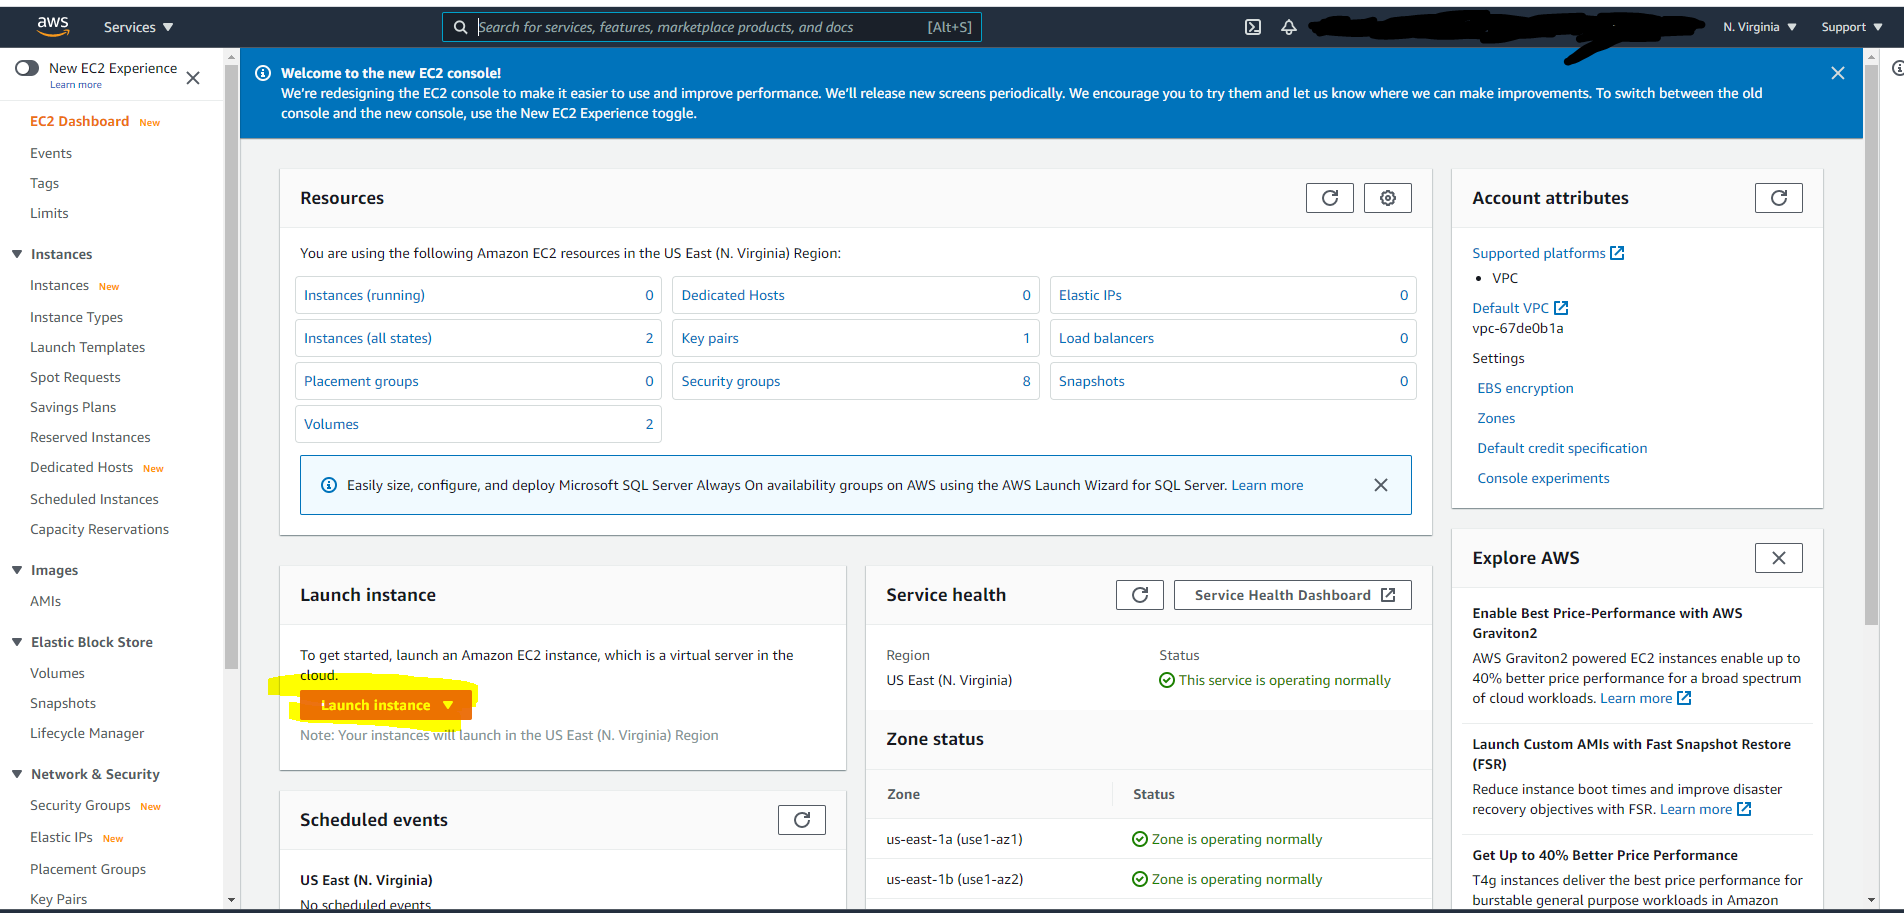 aws
Services
Search for services, features, marketplace products, and docs
[Alt+S]
N. Virginia
Support
New EC2 Experience
Learn more
EC2 Dashboard New
Events
Tags
Limits
Instances
Instances New
Instance Types
Launch Templates
Spot Requests
Savings Plans
Reserved Instances
Dedicated Hosts New
Scheduled Instances
Capacity Reservations
Images
AMIs
Elastic Block Store
Volumes
Snapshots
Lifecycle Manager
Network & Security
Security Groups New
Elastic IPs New
Placement Groups
Key Pairs
Welcome to the new EC2 console!
We're redesigning the EC2 console to make it easier to use and improve performance. We'll release new screens periodically. We encourage you to try them and let us know where we can make improvements. To switch between the old
console and the new console, use the New EC2 Experience toggle.
Resources
You are using the following Amazon EC2 resources in the US East (N. Virginia) Region:
Instances (running) 0
Dedicated Hosts 0
Elastic IPs 0
Instances (all states) 2
Key pairs 1
Load balancers 0
Placement groups 0
Security groups 8
Snapshots 0
Volumes 2
Easily size, configure, and deploy Microsoft SQL Server Always On availability groups on AWS using the AWS Launch Wizard for SQL Server. Learn more
Launch instance
To get started, launch an Amazon EC2 instance, which is a virtual server in the
cloud.
Launch instance
Note: Your instances will launch in the US East (N. Virginia) Region
Scheduled events
US East (N. Virginia)
No scheduled events
Service health
Service Health Dashboard
Region
Status
US East (N. Virginia)
This service is operating normally
Zone status
Zone
Status
us-east-1a (use1-az1)
Zone is operating normally
us-east-1b (use1-az2)
Zone is operating normally
Account attributes
Supported platforms
• VPC
Default VPC
vpc-67de0b1a
Settings
EBS encryption
Zones
Default credit specification
Console experiments
Explore AWS
Enable Best Price-Performance with AWS
Graviton2
AWS Graviton2 powered EC2 instances enable up to
40% better price performance for a broad spectrum
of cloud workloads. Learn more
Launch Custom AMIs with Fast Snapshot Restore
(FSR)
Reduce instance boot times and improve disaster
recovery objectives with FSR. Learn more
Get Up to 40% Better Price Performance
T4g instances deliver the best price performance for
burstable general purpose workloads in Amazon